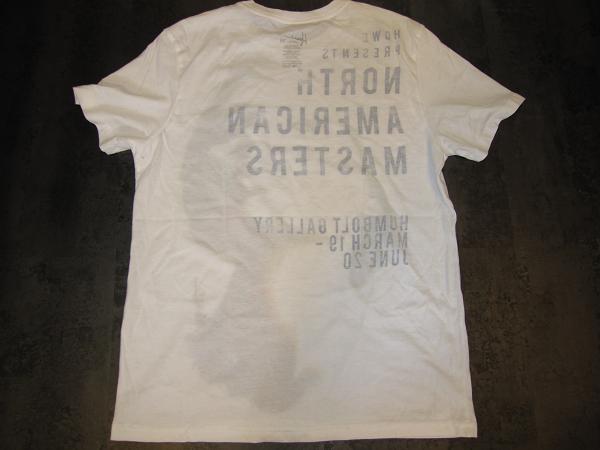 HOWE
PRESENTS
NORTH
AMERICAN
MASTERS
HUMBOLT GALLERY
MARCH 19 -
JUNE 20